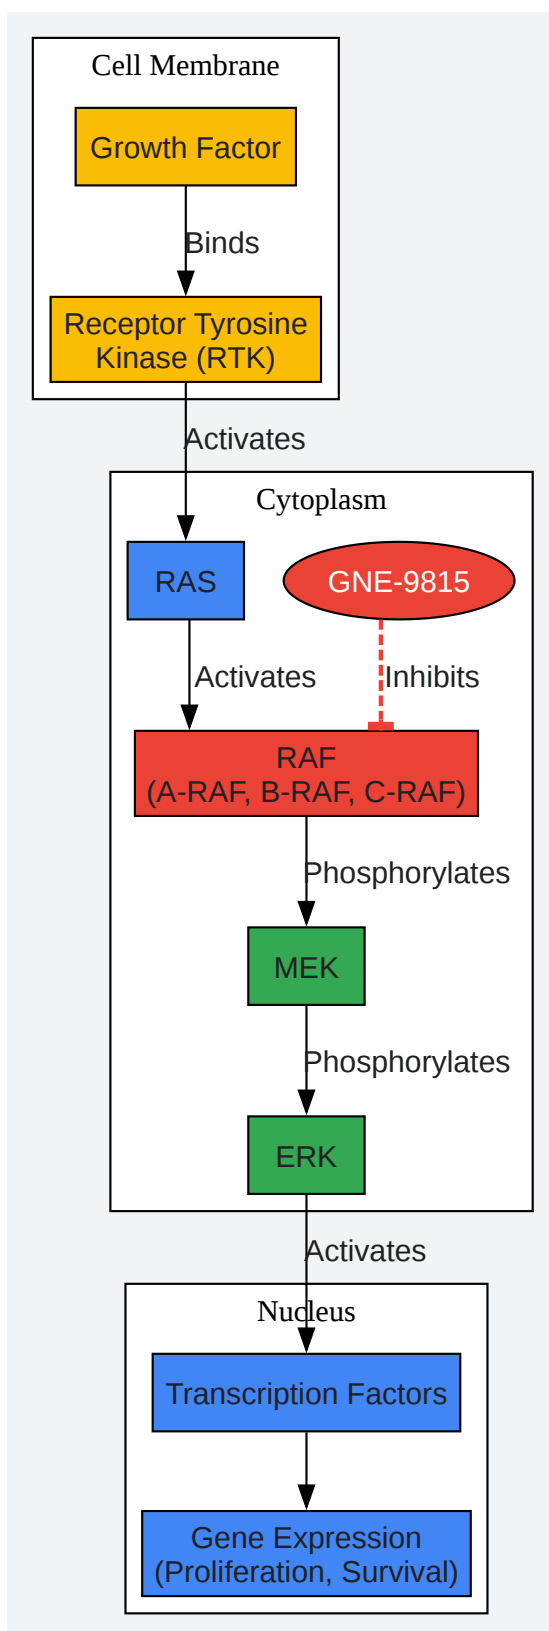 Cell Membrane
Growth Factor
Binds
Receptor Tyrosine
Kinase (RTK)
Activates
Cytoplasm
RAS
GNE-9815
Activates
Inhibits
RAF
(A-RAF, B-RAF, C-RAF)
Phosphorylates
MEK
Phosphorylates
ERK
Activates
Nucleus
Transcription Factors
Gene Expression
(Proliferation, Survival)